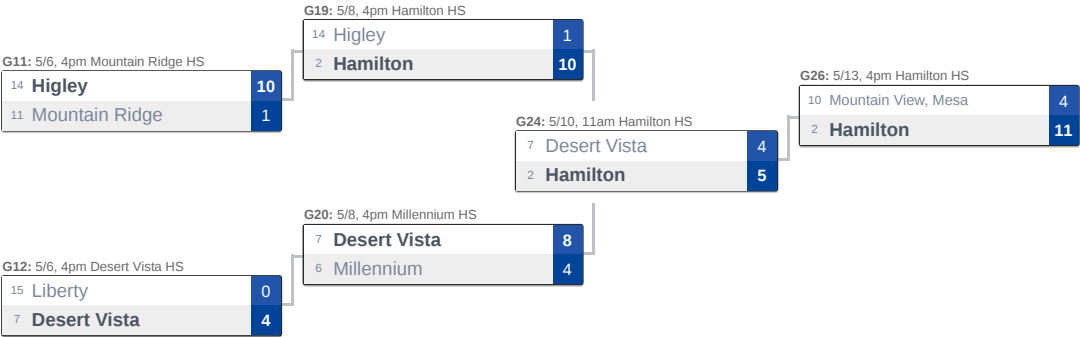 G11: 5/6, 4pm Mountain Ridge HS
14 Higley 10
11 Mountain Ridge 1
G12: 5/6, 4pm Desert Vista HS
15 Liberty 0
7 Desert Vista 4
G19: 5/8, 4pm Hamilton HS
14 Higley 1
2 Hamilton 10
G20: 5/8, 4pm Millennium HS
7 Desert Vista 8
6 Millennium 4
G24: 5/10, 11am Hamilton HS
7 Desert Vista 4
2 Hamilton 5
G26: 5/13, 4pm Hamilton HS
10 Mountain View, Mesa 4
2 Hamilton 11